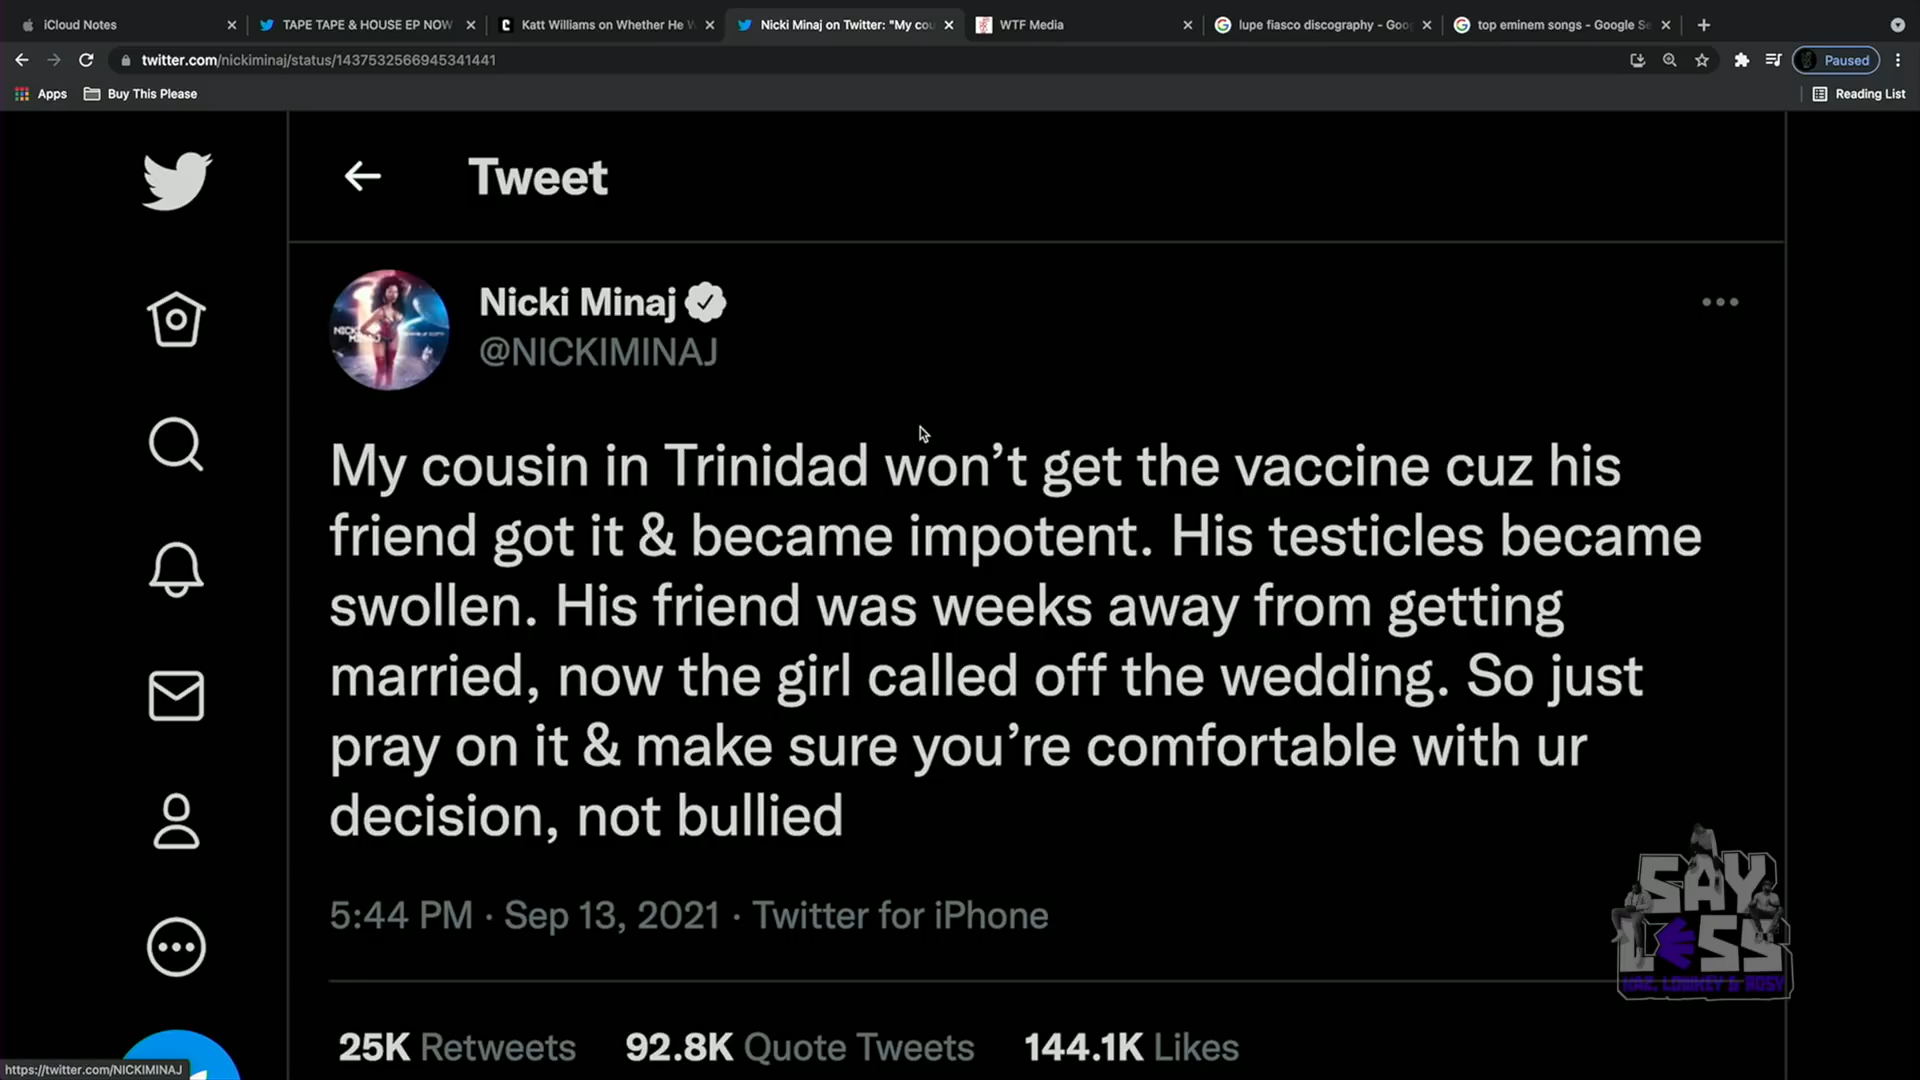 iCloud Notes
TAPE TAPE & HOUSE EP NOW
Katt Williams on Whether He W
Nicki Minaj on Twitter: "My cou
WTF Media
lupe fiasco discography - Goo
top eminem songs - Google Se
twitter.com/nickiminaj/status/1437532566945341441
Paused
Apps
Buy This Please
Reading List
Tweet
NICKI MINAJ
Nicki Minaj
@NICKIMINAJ
My cousin in Trinidad won’t get the vaccine cuz his
friend got it & became impotent. His testicles became
swollen. His friend was weeks away from getting
married, now the girl called off the wedding. So just
pray on it & make sure you’re comfortable with ur
decision, not bullied
5:44 PM · Sep 13, 2021 · Twitter for iPhone
SAY
LESS
KAZ, LOWKEY & ROSY
25K Retweets 92.8K Quote Tweets 144.1K Likes
https://twitter.com/NICKIMINAJ